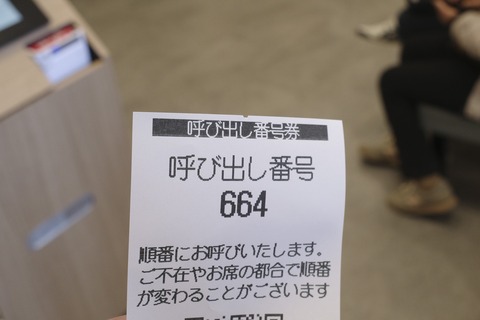 呼び出し番号券
呼び出し番号
664
順番にお呼びいたします。
ご不在やお席の都合で順番
が変わることがございます